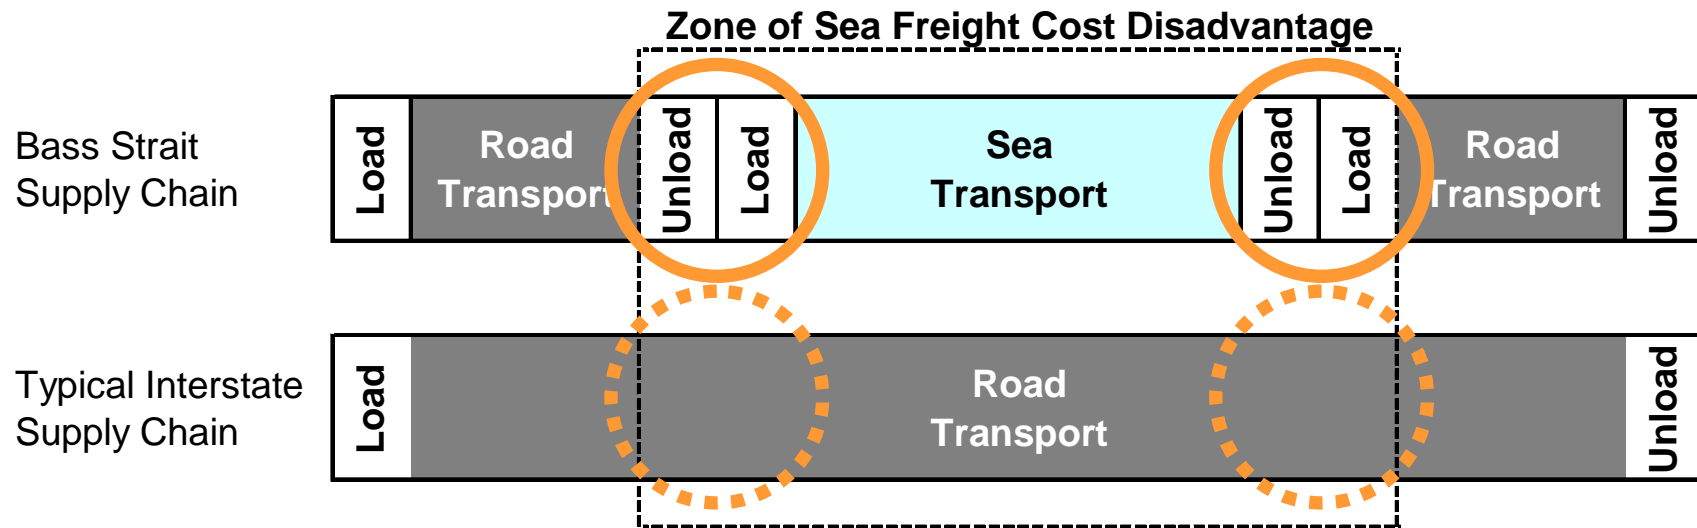 Zone of Sea Freight Cost Disadvantage
Bass Strait
Supply Chain
Load
Road
Transport
Unload
Load
Sea
Transport
Unload
Load
Road
Transport
Unload
Typical Interstate
Supply Chain
Load
Road
Transport
Unload